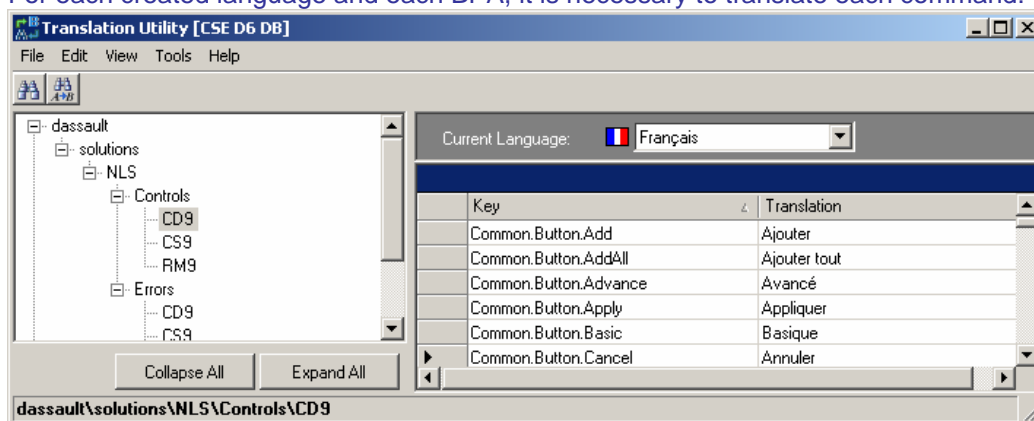 For each created language and each DPA, it is necessary to translate each command.
Translation Utility [CSE D6 DB]
File Edit View Tools Help
A→B
dassault
solutions
NLS
Controls
CD9
CS9
RM9
Errors
CD9
CS9
Collapse All Expand All
Current Language: Français
Key Translation
Common.Button.Add Ajouter
Common.Button.AddAll Ajouter tout
Common.Button.Advance Avancé
Common.Button.Apply Appliquer
Common.Button.Basic Basique
Common.Button.Cancel Annuler
dassault\solutions\NLS\Controls\CD9